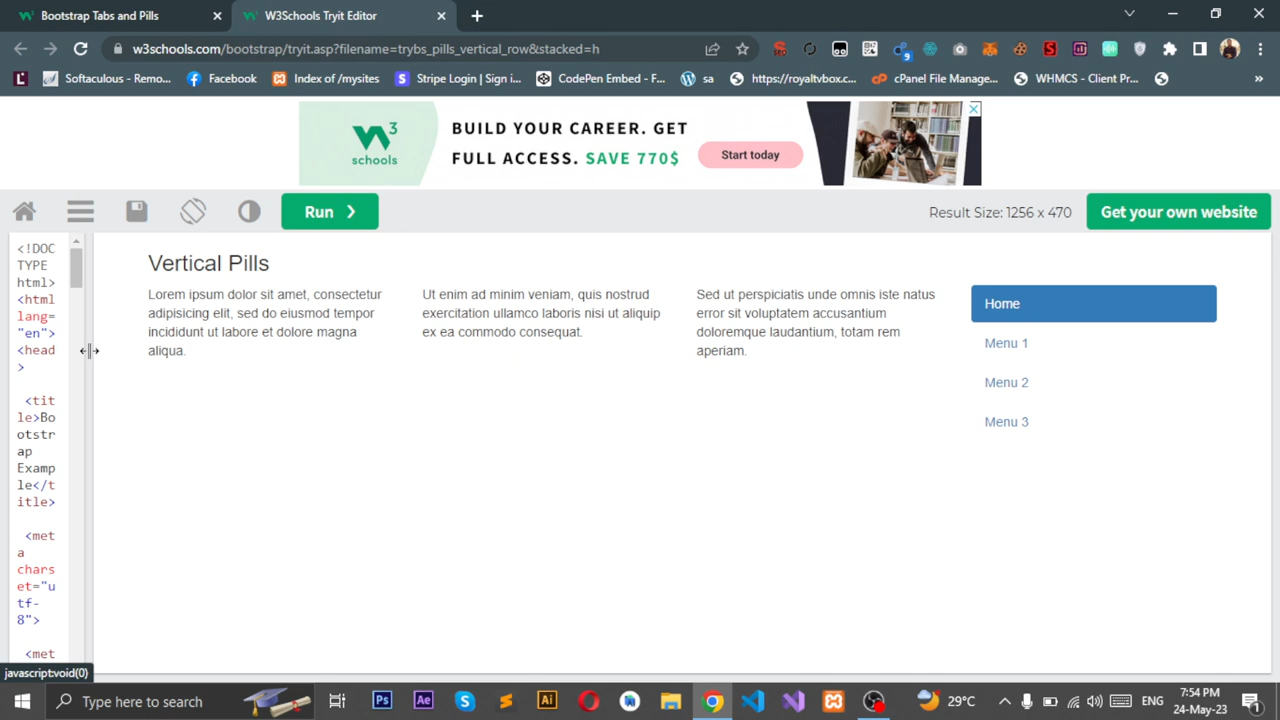 Bootstrap Tabs and Pills
W3Schools Tryit Editor
w3schools.com/bootstrap/tryit.asp?filename=trybs_pills_vertical_row&stacked=h
9
Softaculous - Remo...
Facebook
Index of /mysites
Stripe Login | Sign i...
CodePen Embed - F...
sa
https://royaltvbox.c...
cPanel File Manage...
WHMCS - Client Pr...
»
W3
schools
BUILD YOUR CAREER. GET
FULL ACCESS. SAVE 770$
Start today
Run ❯
Result Size: 1256 x 470
Get your own website
<!DOC
TYPE
html>
<html
lang=
"en">
<head
>
<tit
le>Bo
otstr
ap
Examp
le</t
itle>
<met
a
chars
et="u
tf-
8">
<met
Vertical Pills
Lorem ipsum dolor sit amet, consectetur
adipisicing elit, sed do eiusmod tempor
incididunt ut labore et dolore magna
aliqua.
Ut enim ad minim veniam, quis nostrud
exercitation ullamco laboris nisi ut aliquip
ex ea commodo consequat.
Sed ut perspiciatis unde omnis iste natus
error sit voluptatem accusantium
doloremque laudantium, totam rem
aperiam.
Home
Menu 1
Menu 2
Menu 3
javascript:void(0)
Type here to search
Ps
Ae
Ai
29°C
ENG
7:54 PM
24-May-23
1